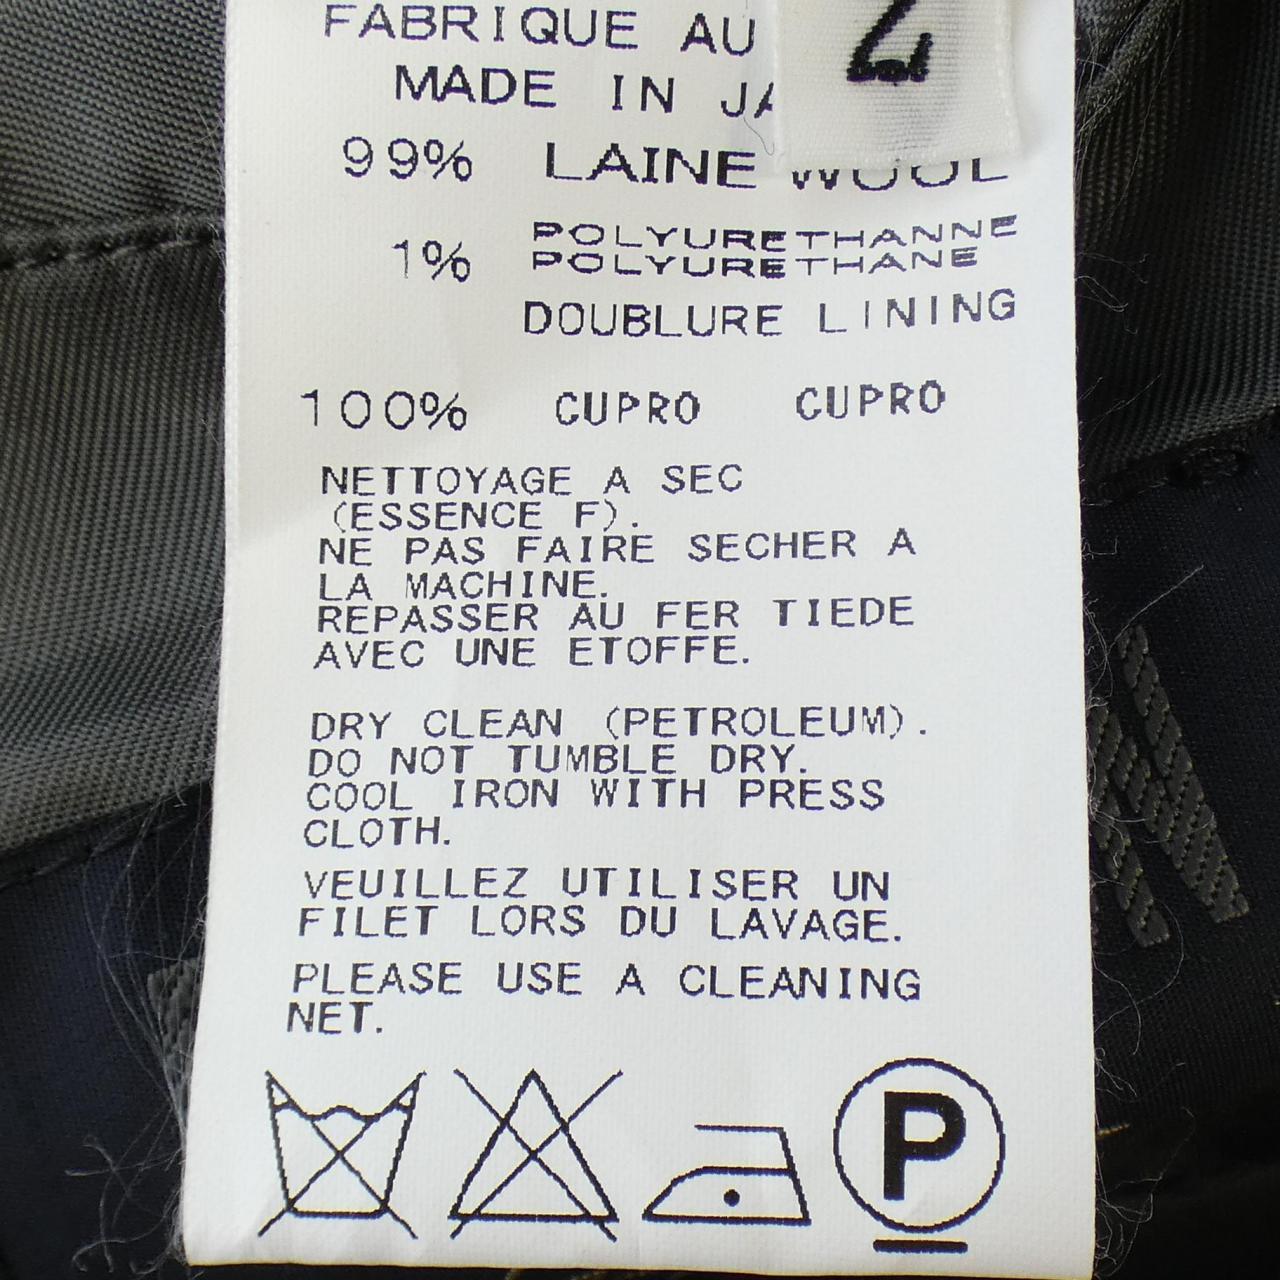 FABRIQUE AU
MADE IN JA
99% LAINE WOOL
1% POLYURETHANNE
POLYURETHANE
DOUBLURE LINING
100% CUPRO CUPRO
NETTOYAGE A SEC
(ESSENCE F).
NE PAS FAIRE SECHER A
LA MACHINE.
REPASSER AU FER TIEDE
AVEC UNE ETOFFE.
DRY CLEAN (PETROLEUM).
DO NOT TUMBLE DRY.
COOL IRON WITH PRESS
CLOTH.
VEUILLEZ UTILISER UN
FILET LORS DU LAVAGE.
PLEASE USE A CLEANING
NET.
P